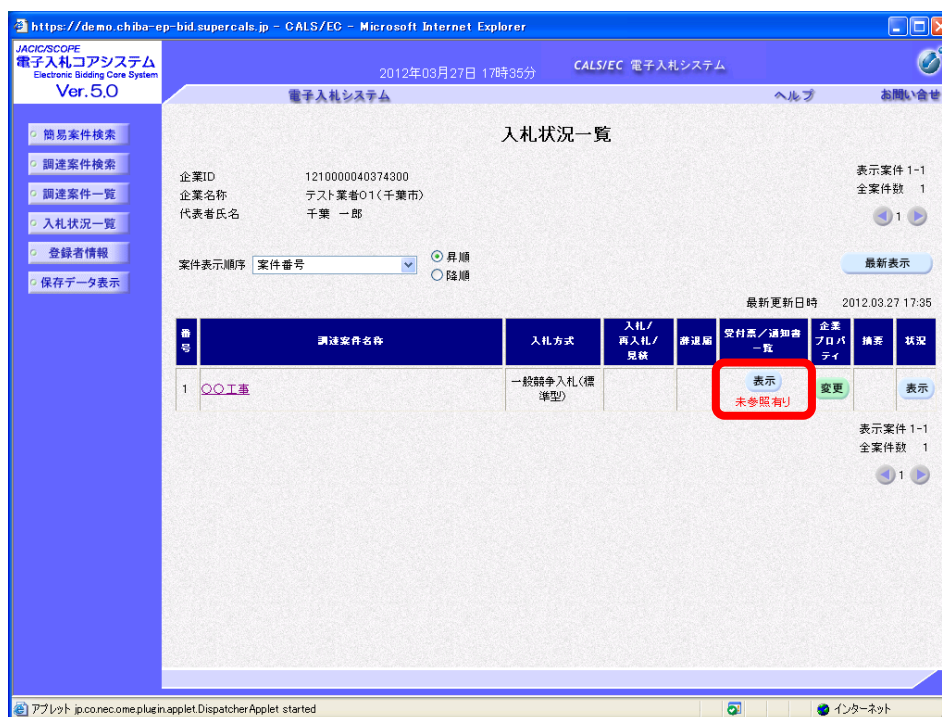 https://demo.chiba-ep-bid.supercals.jp - CALS/EC - Microsoft Internet Explorer
JACIC/SCOPE
電子入札コアシステム
Electronic Bidding Core System
Ver.5.0
2012年03月27日 17時35分
CALS/EC 電子入札システム
電子入札システム
ヘルプ
お問い合せ
簡易案件検索
調達案件検索
調達案件一覧
入札状況一覧
登録者情報
保存データ表示
入札状況一覧
企業ID 1210000040374300
企業名称 テスト業者01(千葉市)
代表者氏名 千葉 一郎
表示案件 1-1
全案件数 1
1
案件表示順序 案件番号
昇順
降順
最新表示
最新更新日時 2012.03.27 17:35
番号
調達案件名称
入札方式
入札/
再入札/
見積
辞退届
受付票/通知書
一覧
企業
プロパ
ティ
摘要
状況
1 〇〇工事 一般競争入札(標
準型) 表示 変更 表示
未参照有り
表示案件 1-1
全案件数 1
1
アプレット jp.co.nec.ome.plugin.applet.DispatcherApplet started
インターネット